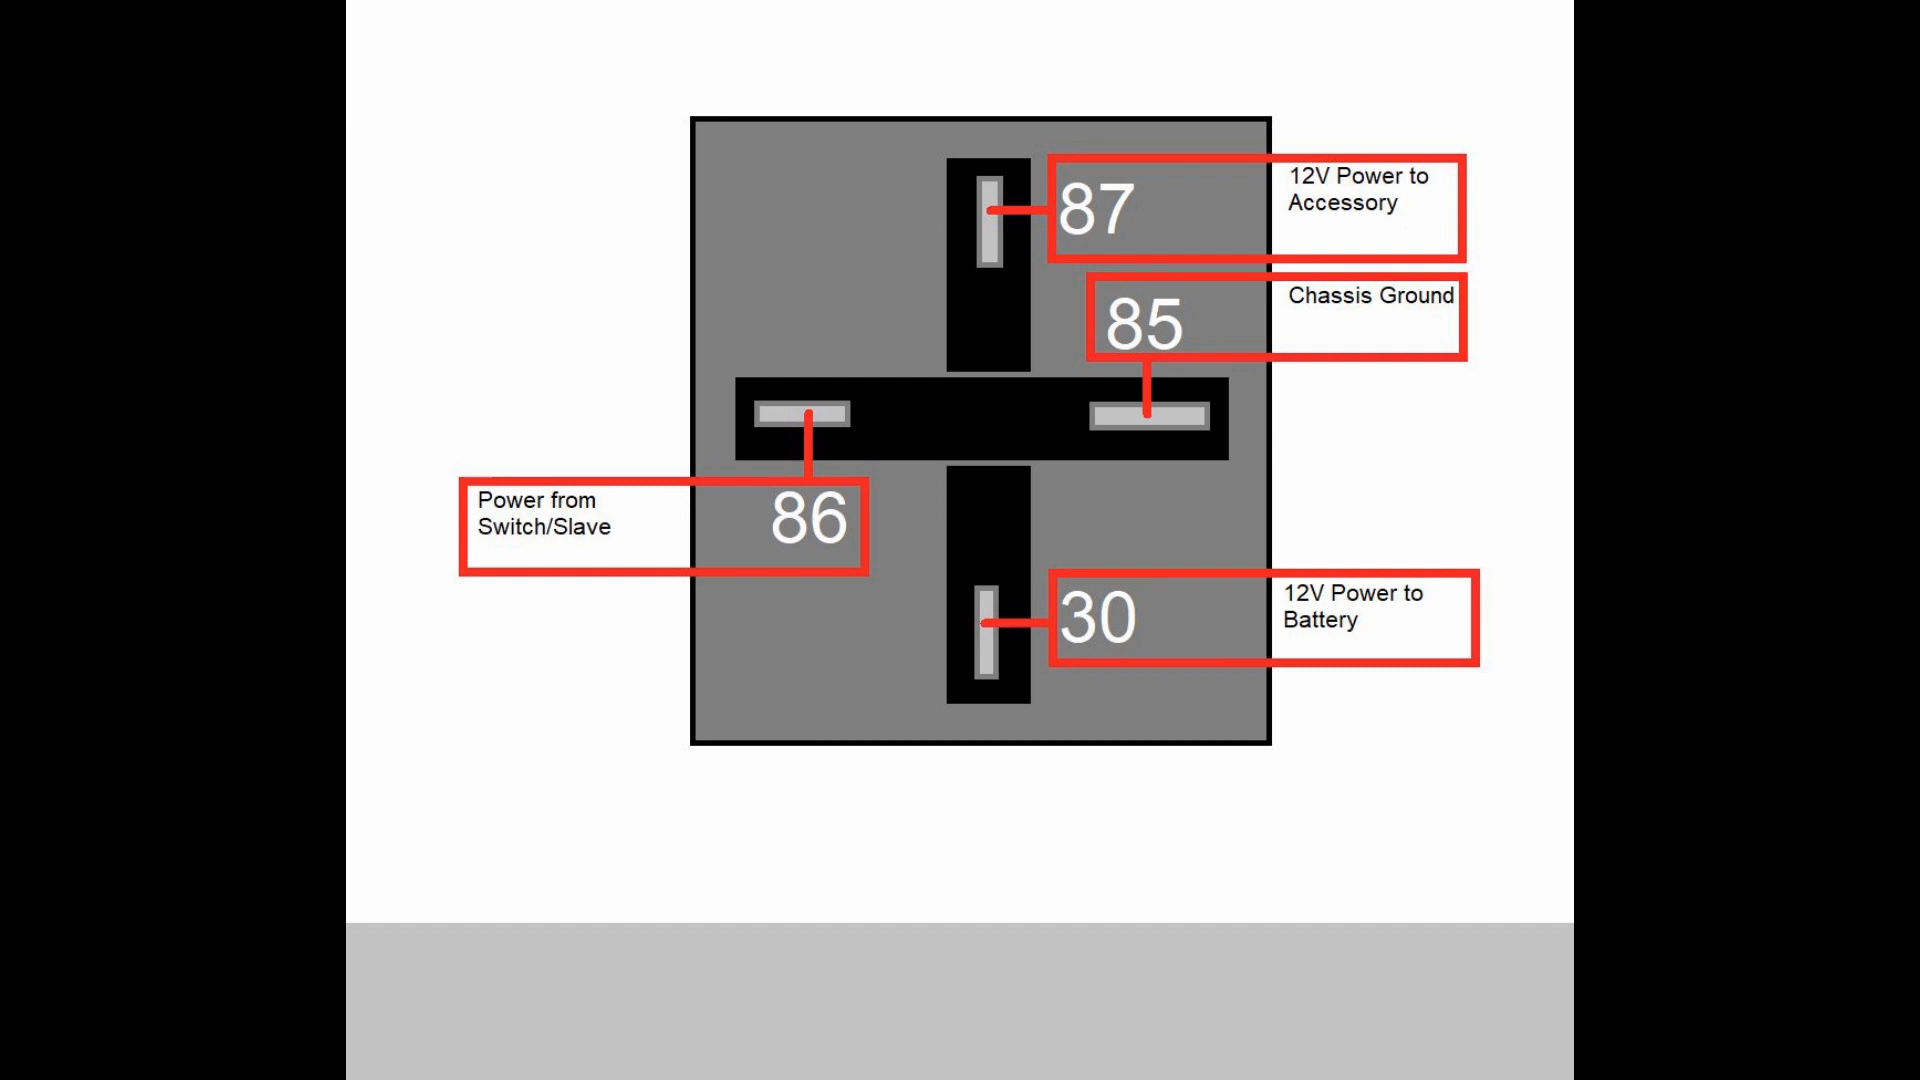 87
12V Power to
Accessory
85
Chassis Ground
Power from
Switch/Slave
86
30
12V Power to
Battery